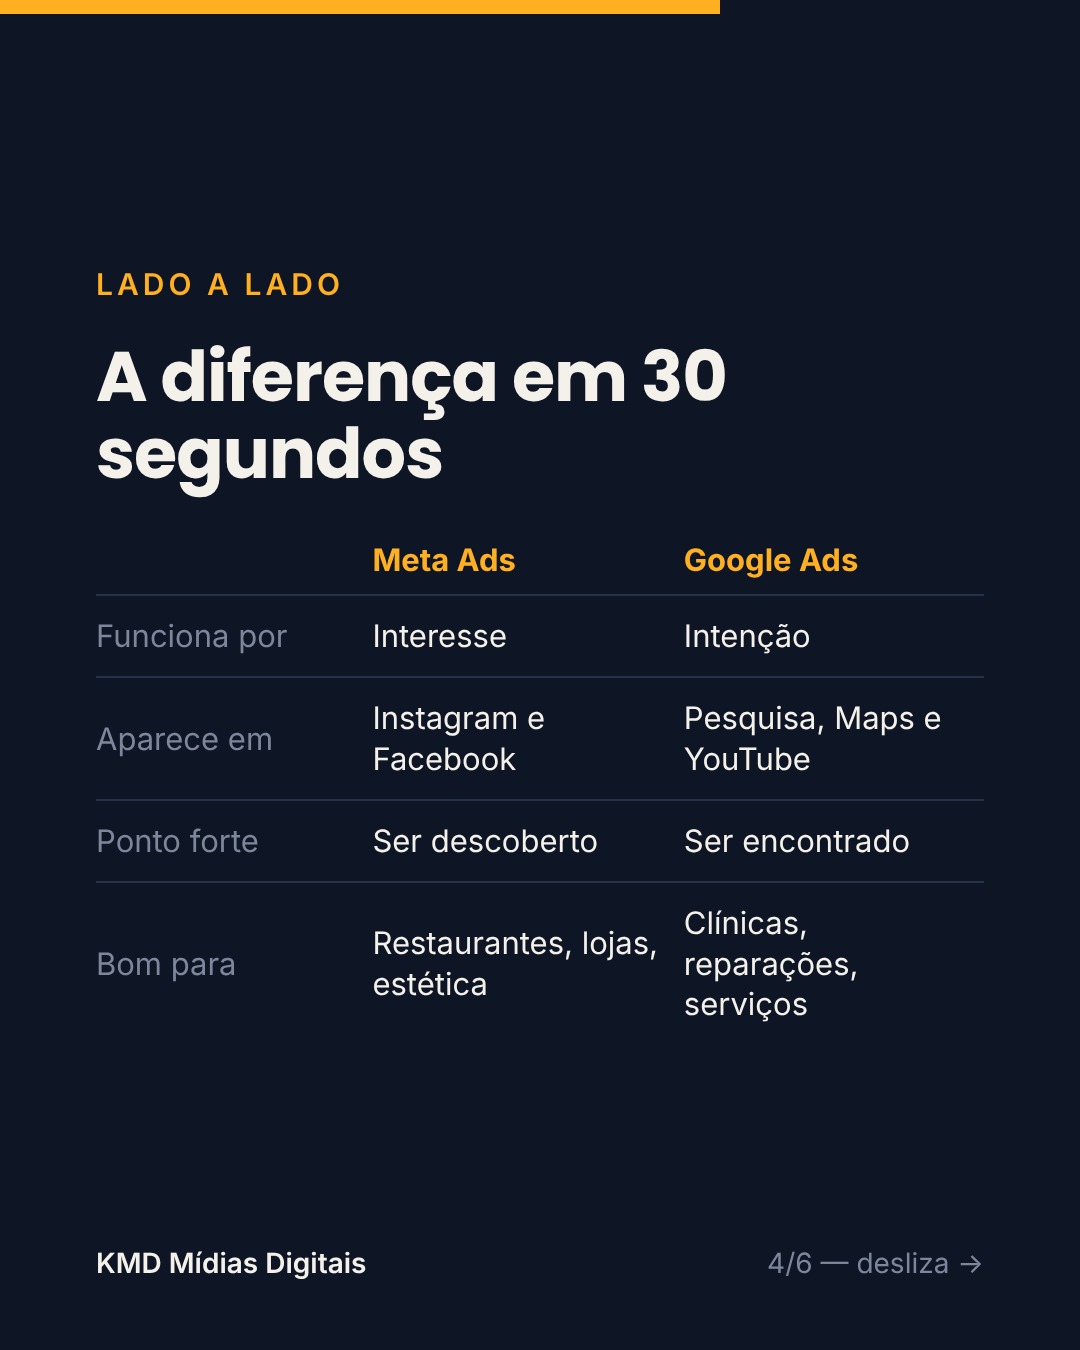 LADO A LADO
A diferença em 30
segundos
Meta Ads Google Ads
Funciona por Interesse Intenção
Aparece em Instagram e Facebook Pesquisa, Maps e YouTube
Ponto forte Ser descoberto Ser encontrado
Bom para Restaurantes, lojas, estética Clínicas, reparações, serviços
KMD Mídias Digitais 4/6 — desliza →